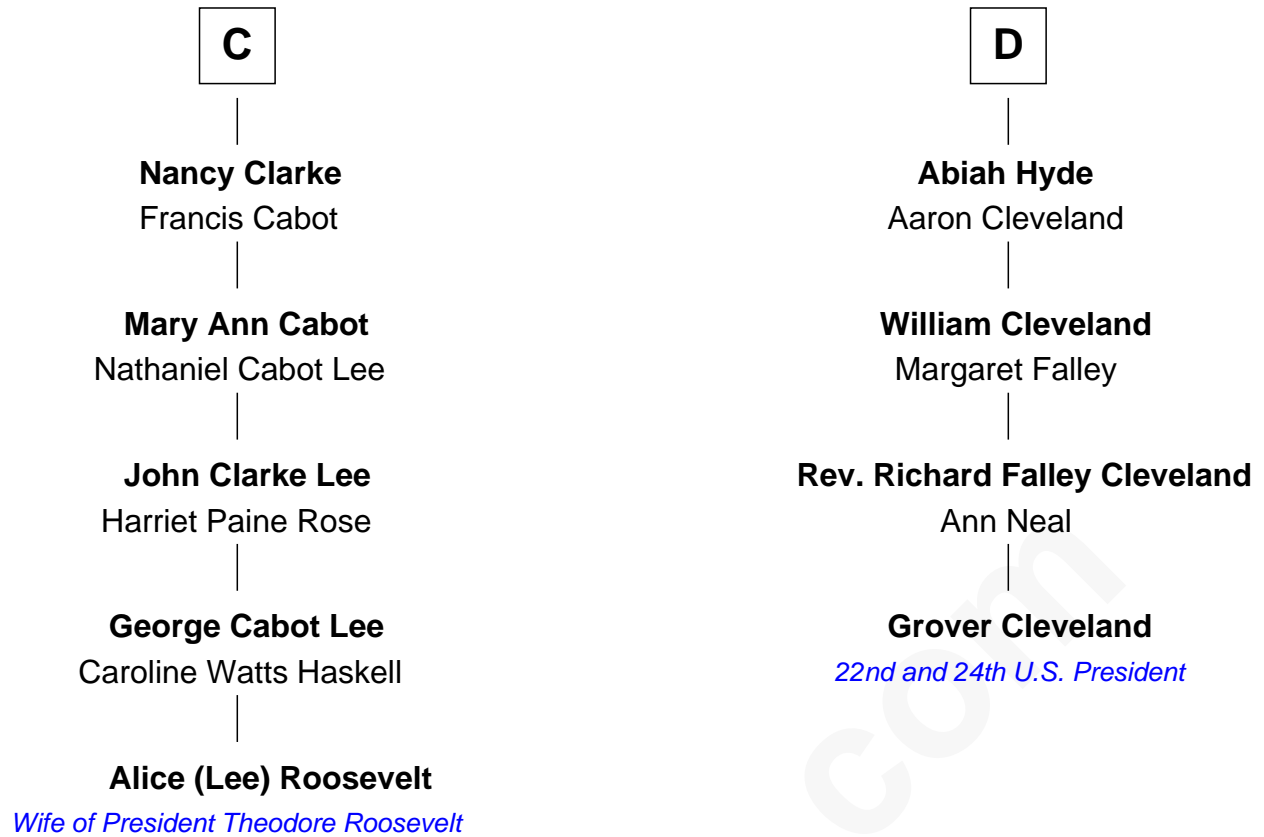 C
Nancy Clarke
Francis Cabot
Mary Ann Cabot
Nathaniel Cabot Lee
John Clarke Lee
Harriet Paine Rose
George Cabot Lee
Caroline Watts Haskell
Alice (Lee) Roosevelt
Wife of President Theodore Roosevelt
D
Abiah Hyde
Aaron Cleveland
William Cleveland
Margaret Falley
Rev. Richard Falley Cleveland
Ann Neal
Grover Cleveland
22nd and 24th U.S. President
com